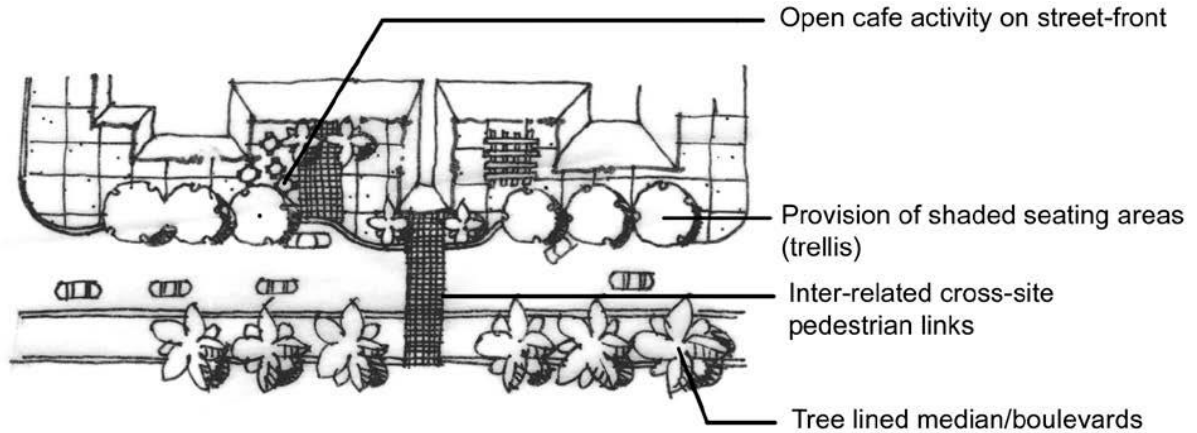 Open cafe activity on street-front
Provision of shaded seating areas
(trellis)
Inter-related cross-site
pedestrian links
Tree lined median/boulevards